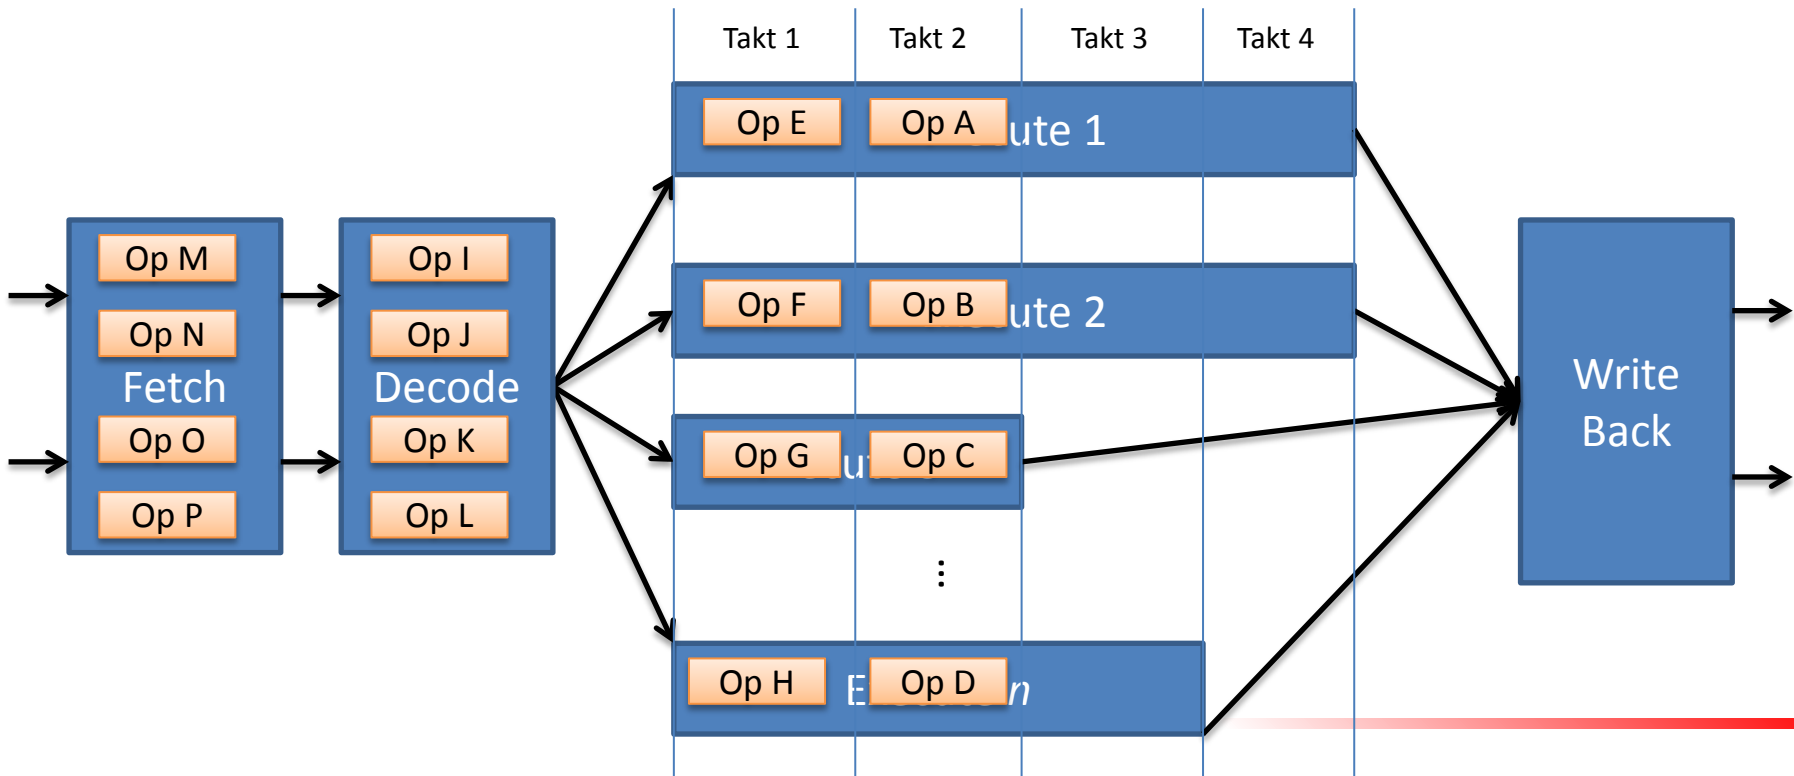 Takt 1
Takt 2
Takt 3
Takt 4
Op E
Op A
ute 1
Op M
Op N
Fetch
Op O
Op P
Op I
Op J
Decode
Op K
Op L
Op F
Op B
ute 2
Op G
Op C
...
Op H
Op D
n
Write
Back